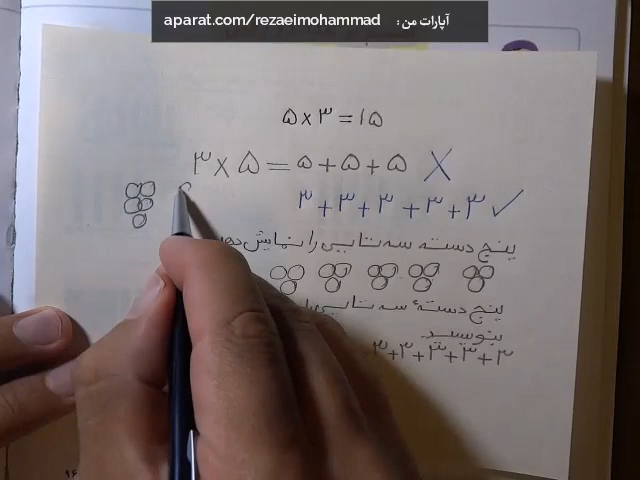 آپارات من : aparat.com/rezaeimohammad
۵ × ۳ = ۱۵
۳ × ۵ = ۵ + ۵ + ۵ ✗
۳ + ۳ + ۳ + ۳ + ۳ ✓
پنج دسته سه تایی را نمایش
پنج دستهٔ سه تایی
بنویسید.
۳ + ۳ + ۳ + ۳ + ۳
۹۶